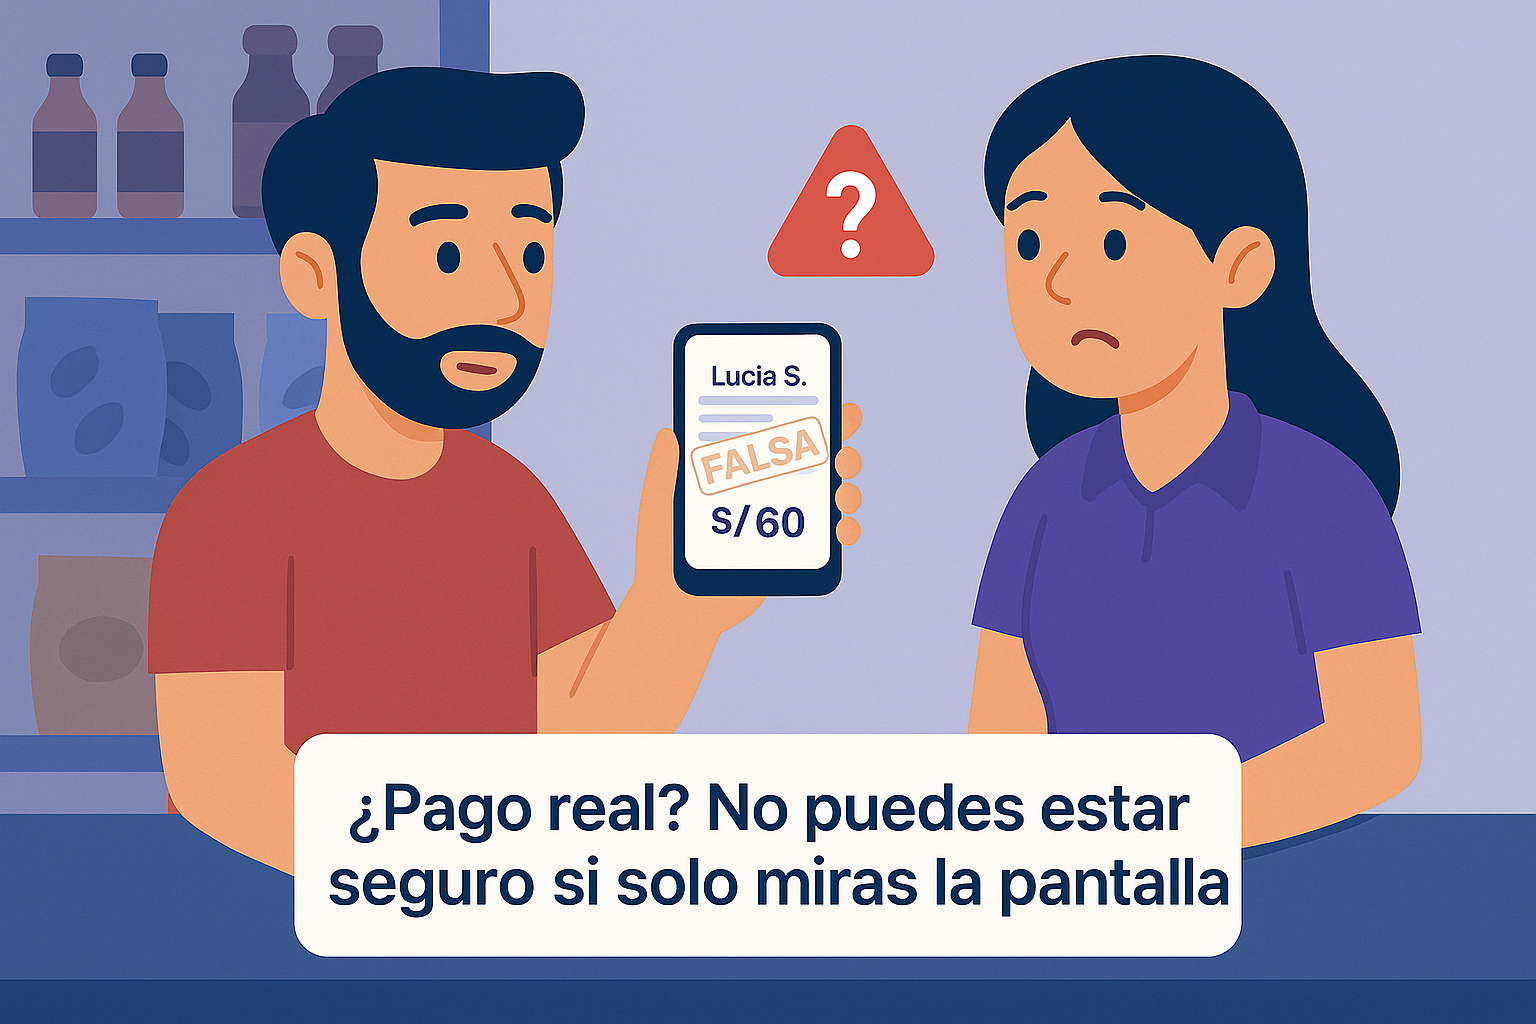 ?
Lucia S.
FALSA
S/60
¿Pago real? No puedes estar
seguro si solo miras la pantalla